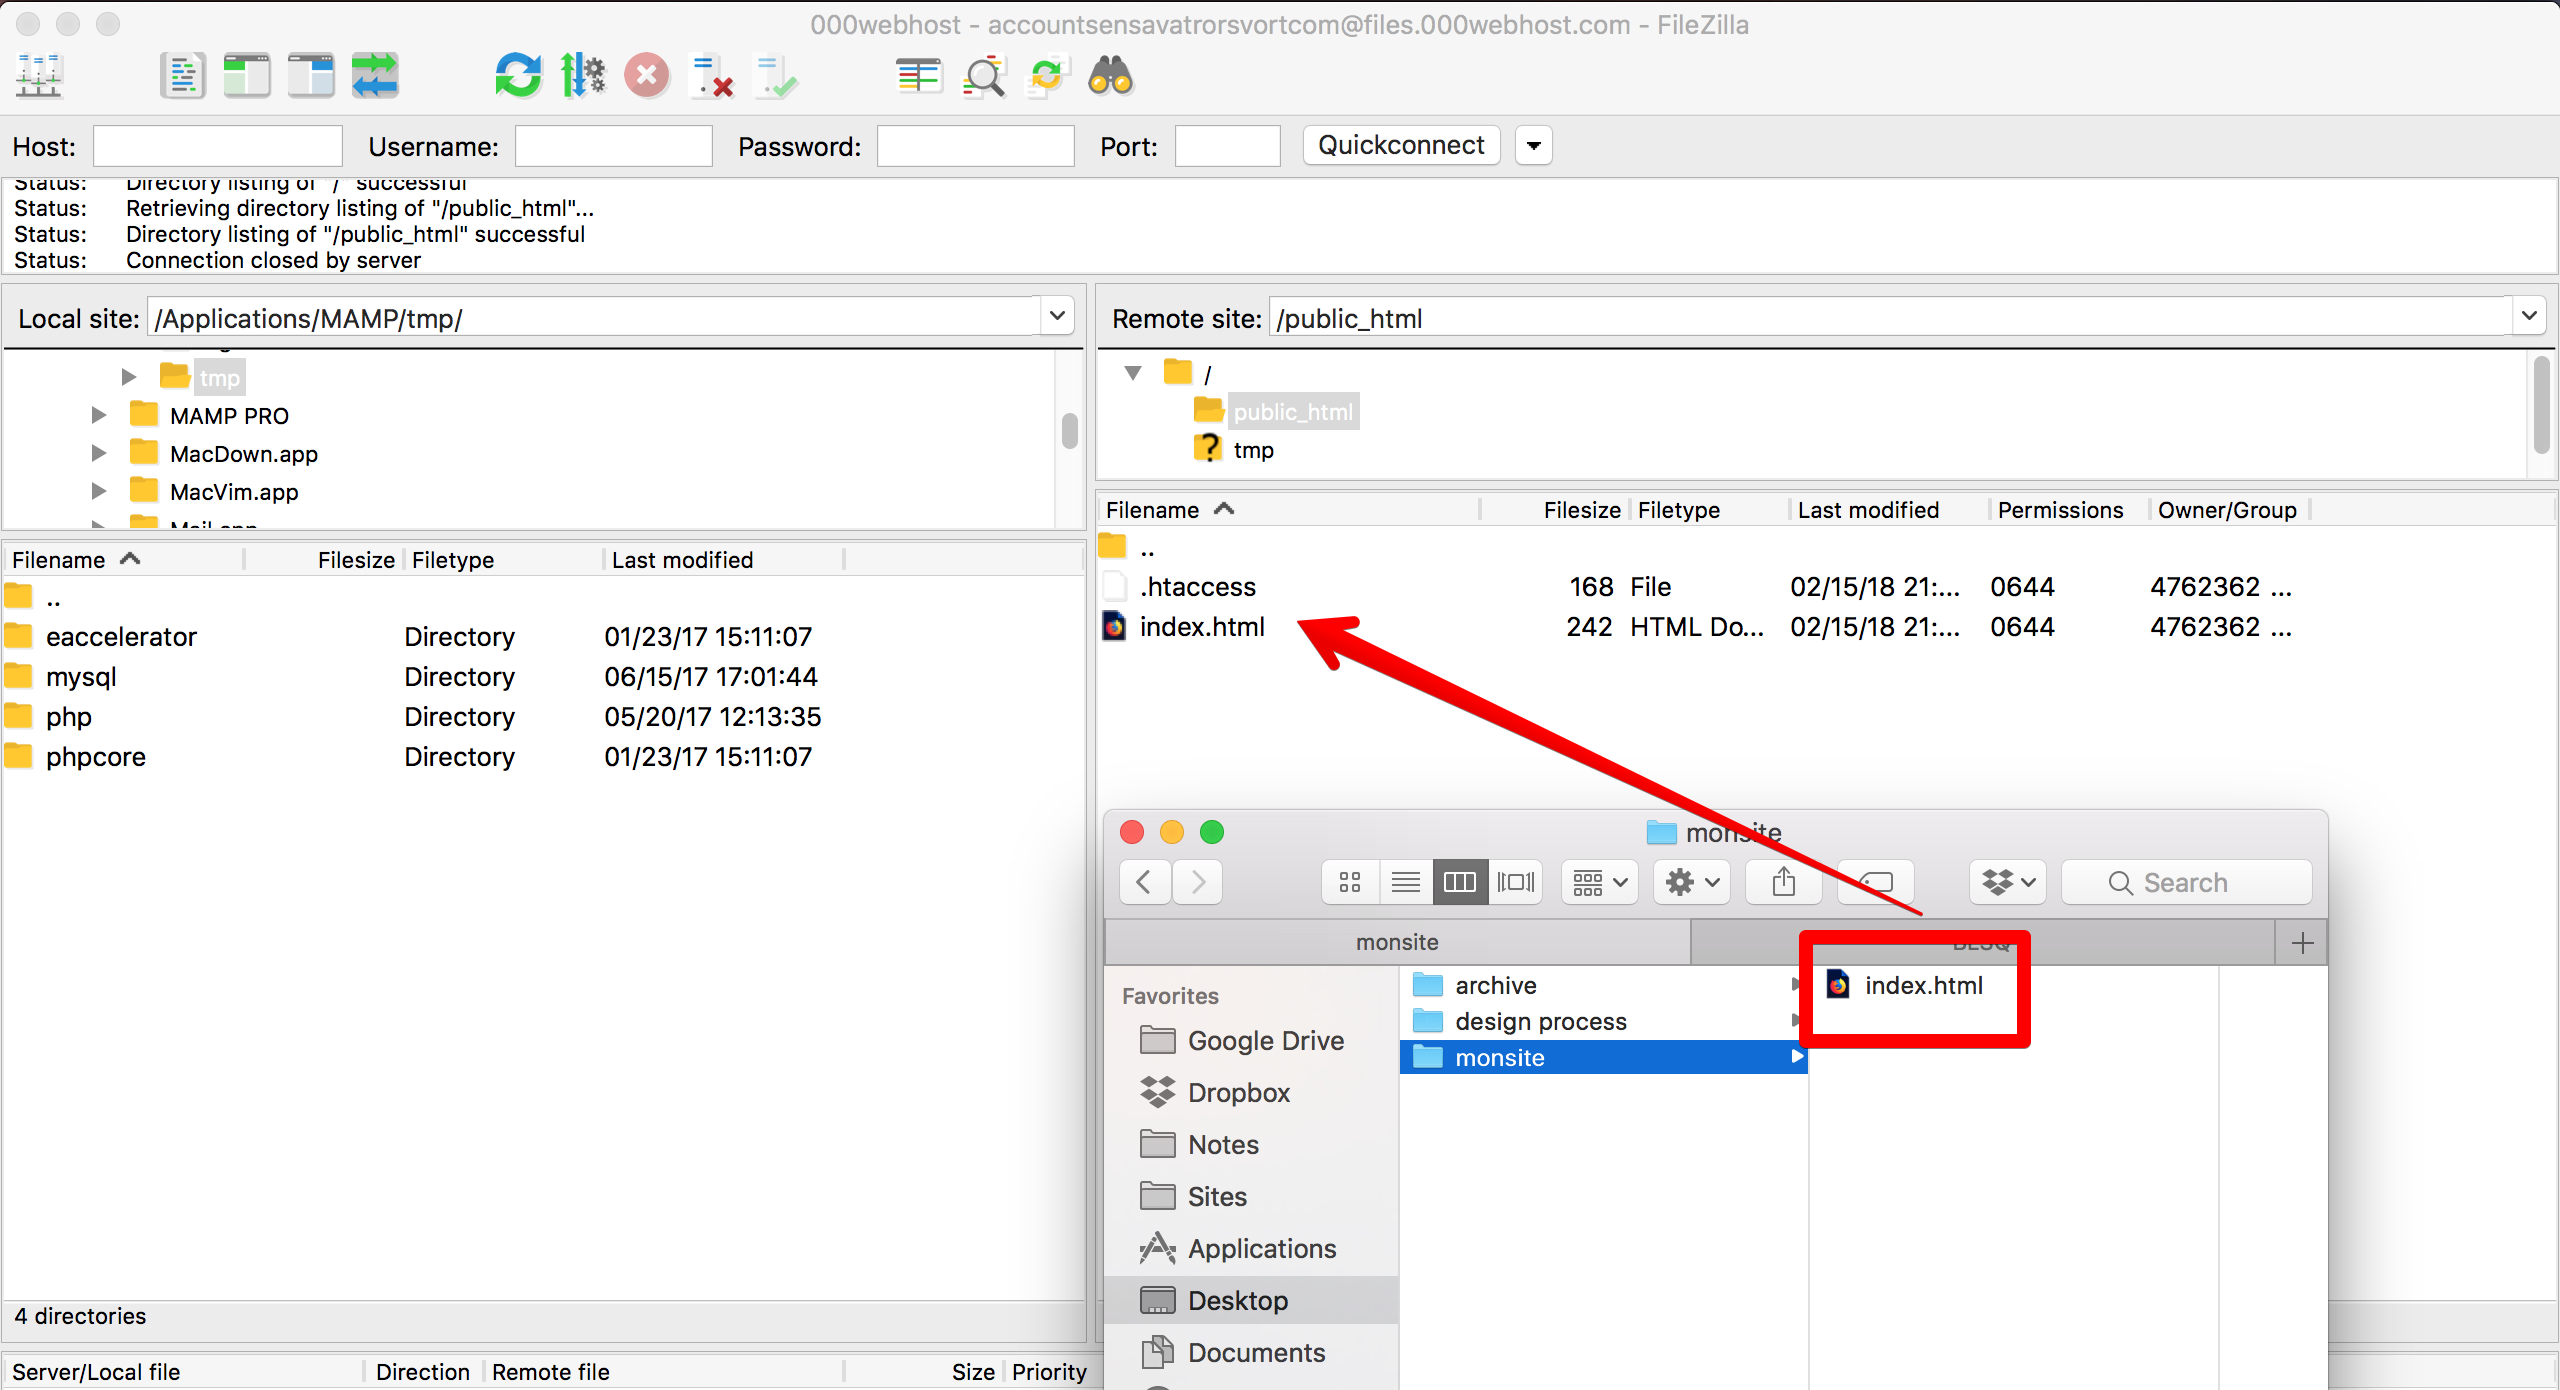 000webhost - accountsensavatrorsvortcom@files.000webhost.com - FileZilla
Host: Username: Password: Port: Quickconnect
Status: Directory listing of "/" successful
Status: Retrieving directory listing of "/public_html"...
Status: Directory listing of "/public_html" successful
Status: Connection closed by server
Local site: /Applications/MAMP/tmp/
tmp
MAMP PRO
MacDown.app
MacVim.app
Mail.app
Filename Filesize Filetype Last modified
..
eaccelerator Directory 01/23/17 15:11:07
mysql Directory 06/15/17 17:01:44
php Directory 05/20/17 12:13:35
phpcore Directory 01/23/17 15:11:07
4 directories
Remote site: /public_html
/
public_html
? tmp
Filename Filesize Filetype Last modified Permissions Owner/Group
..
.htaccess 168 File 02/15/18 21:... 0644 4762362 ...
index.html 242 HTML Do... 02/15/18 21:... 0644 4762362 ...
monsite
Search
monsite
Favorites
Google Drive
Dropbox
Notes
Sites
Applications
Desktop
Documents
archive
design process
monsite
index.html
Server/Local file Direction Remote file Size Priority